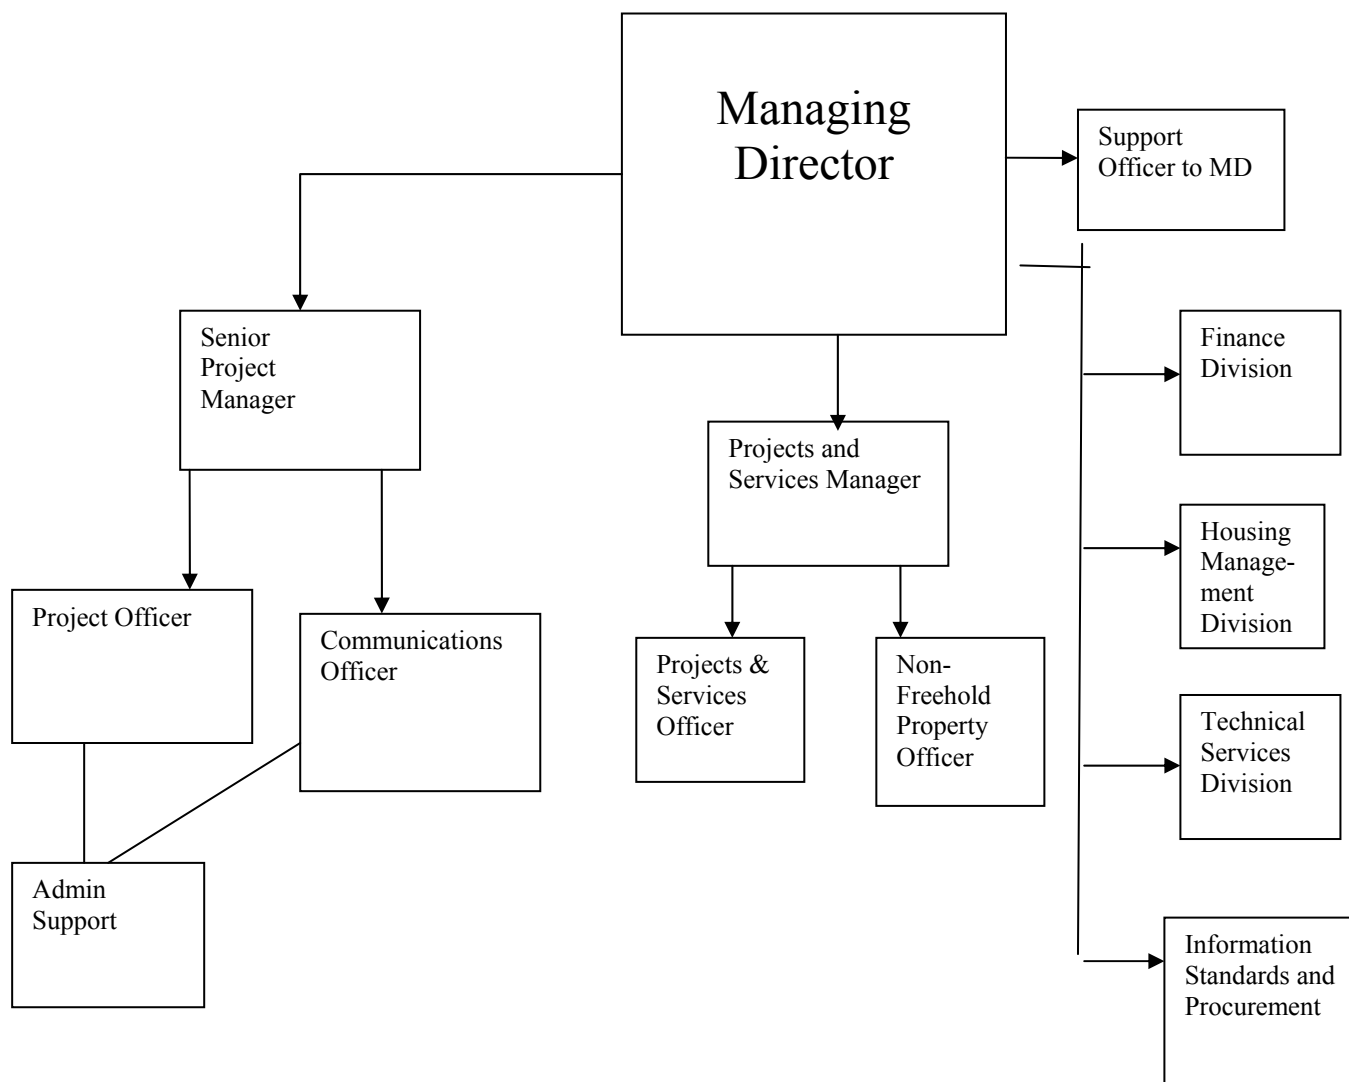 Managing
Director
Support
Officer to MD
Senior
Project
Manager
Finance
Division
Projects and
Services Manager
Housing
Manage-
ment
Division
Project Officer
Communications
Officer
Projects &
Services
Officer
Non-
Freehold
Property
Officer
Technical
Services
Division
Admin
Support
Information
Standards and
Procurement